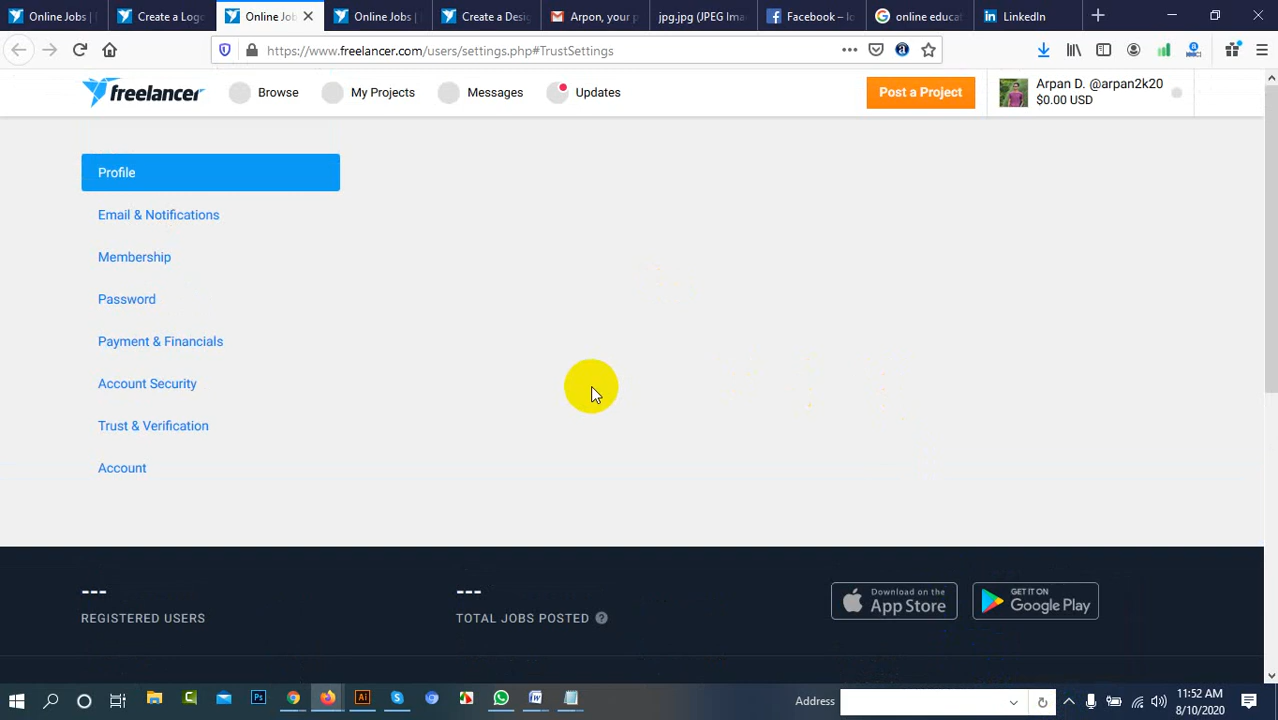 Online Jobs |
Create a Logo
Online Job
Online Jobs |
Create a Desig
Arpon, your p
jpg.jpg (JPEG Imag
Facebook – lo
online educat
LinkedIn
https://www.freelancer.com/users/settings.php#TrustSettings
freelancer
Browse
My Projects
Messages
Updates
Post a Project
Arpan D. @arpan2k20
$0.00 USD
Profile
Email & Notifications
Membership
Password
Payment & Financials
Account Security
Trust & Verification
Account
---
REGISTERED USERS
---
TOTAL JOBS POSTED ?
Download on the
App Store
GET IT ON
Google Play
Address
11:52 AM
8/10/2020